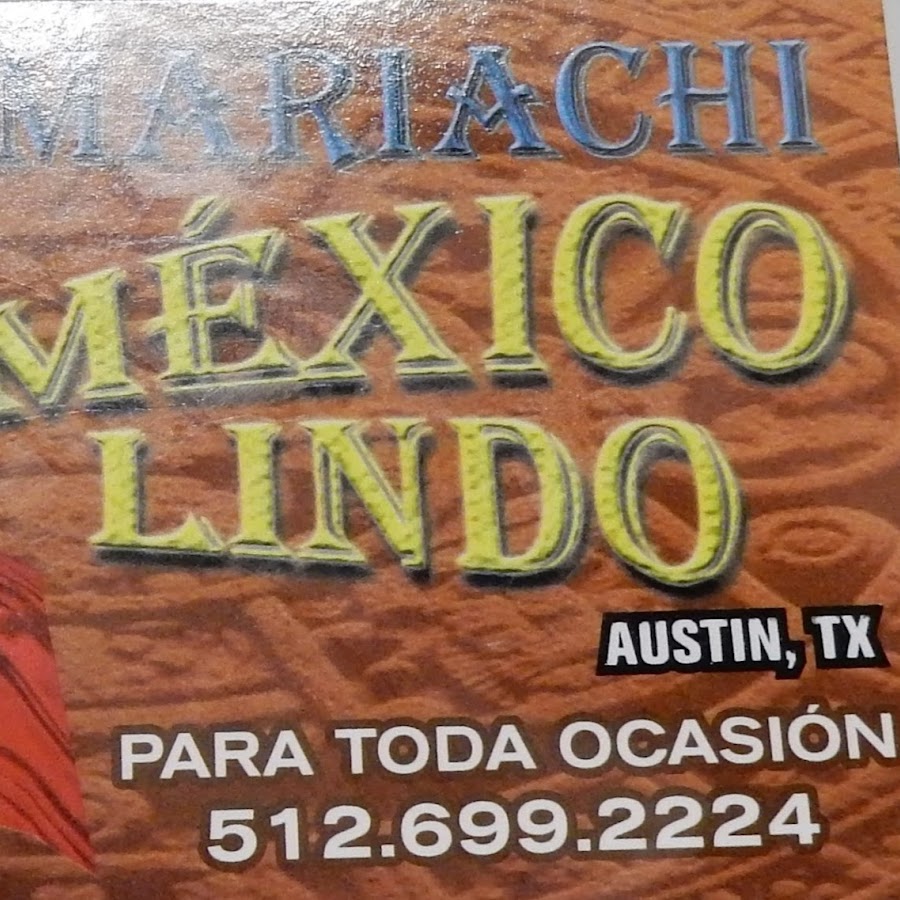 MARIACHI
MÉXICO
LINDO
AUSTIN, TX
PARA TODA OCASIÓN
512.699.2224